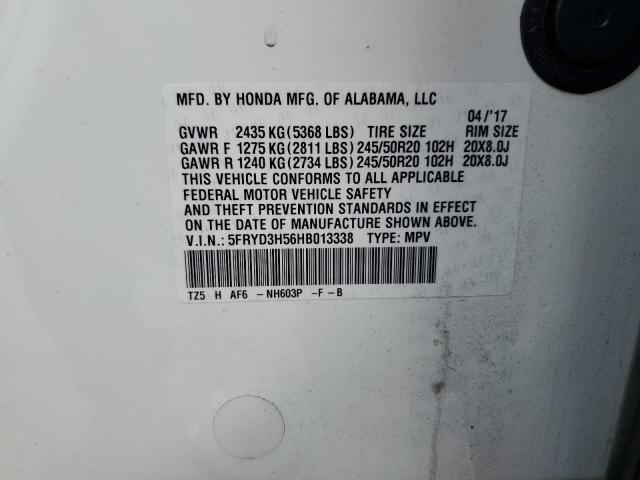 MFD. BY HONDA MFG. OF ALABAMA, LLC
04/'17
GVWR 2435 KG(5368 LBS) TIRE SIZE RIM SIZE
GAWR F 1275 KG(2811 LBS) 245/50R20 102H 20X8.0J
GAWR R 1240 KG(2734 LBS) 245/50R20 102H 20X8.0J
THIS VEHICLE CONFORMS TO ALL APPLICABLE
FEDERAL MOTOR VEHICLE SAFETY
AND THEFT PREVENTION STANDARDS IN EFFECT
ON THE DATE OF MANUFACTURE SHOWN ABOVE.
V.I.N.: 5FRYD3H56HB013338 TYPE: MPV
TZ5 H AF6 -NH603P -F-B